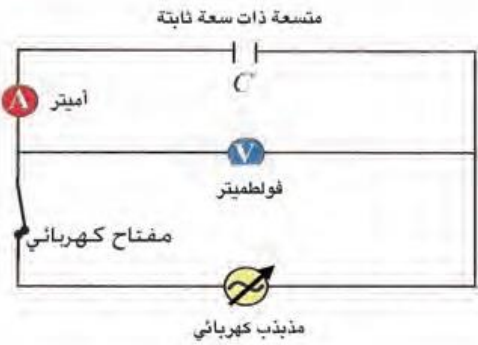 متسعة ذات سعة ثابتة
C
A
أميتر
V
فولطميتر
مفتاح كهربائي
مذبذب كهربائي